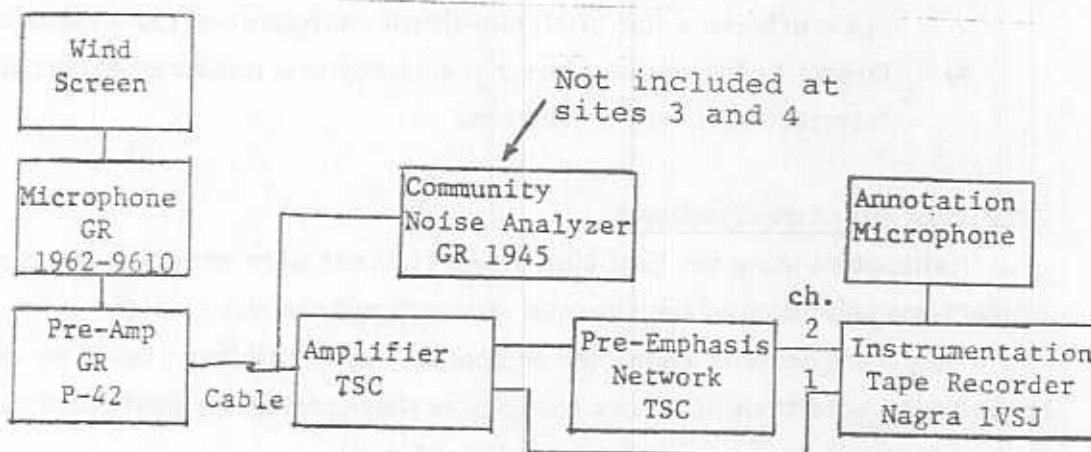 Wind
Screen
Not included at
sites 3 and 4
Microphone
GR
1962-9610
Community
Noise Analyzer
GR 1945
Annotation
Microphone
Pre-Amp
GR
P-42
Cable
Amplifier
TSC
Pre-Emphasis
Network
TSC
ch.
2
1
Instrumentation
Tape Recorder
Nagra 1VSJ